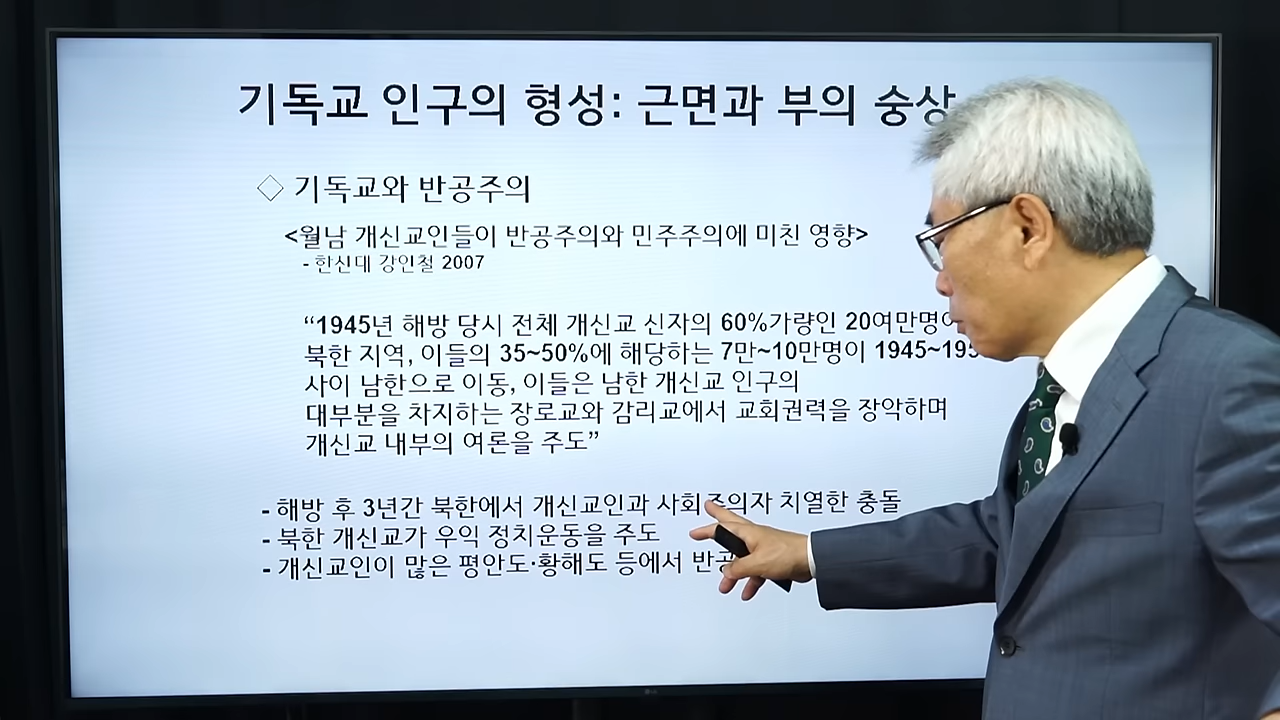 기독교 인구의 형성: 근면과 부의 숭상
◇ 기독교와 반공주의
<월남 개신교인들이 반공주의와 민주주의에 미친 영향>
- 한신대 강인철 2007
“1945년 해방 당시 전체 개신교 신자의 60%가량인 20여만명이
북한 지역, 이들의 35~50%에 해당하는 7만~10만명이 1945~195
사이 남한으로 이동, 이들은 남한 개신교 인구의
대부분을 차지하는 장로교와 감리교에서 교회권력을 장악하며
개신교 내부의 여론을 주도”
- 해방 후 3년간 북한에서 개신교인과 사회주의자 치열한 충돌
- 북한 개신교가 우익 정치운동을 주도
- 개신교인이 많은 평안도·황해도 등에서 반공
LG